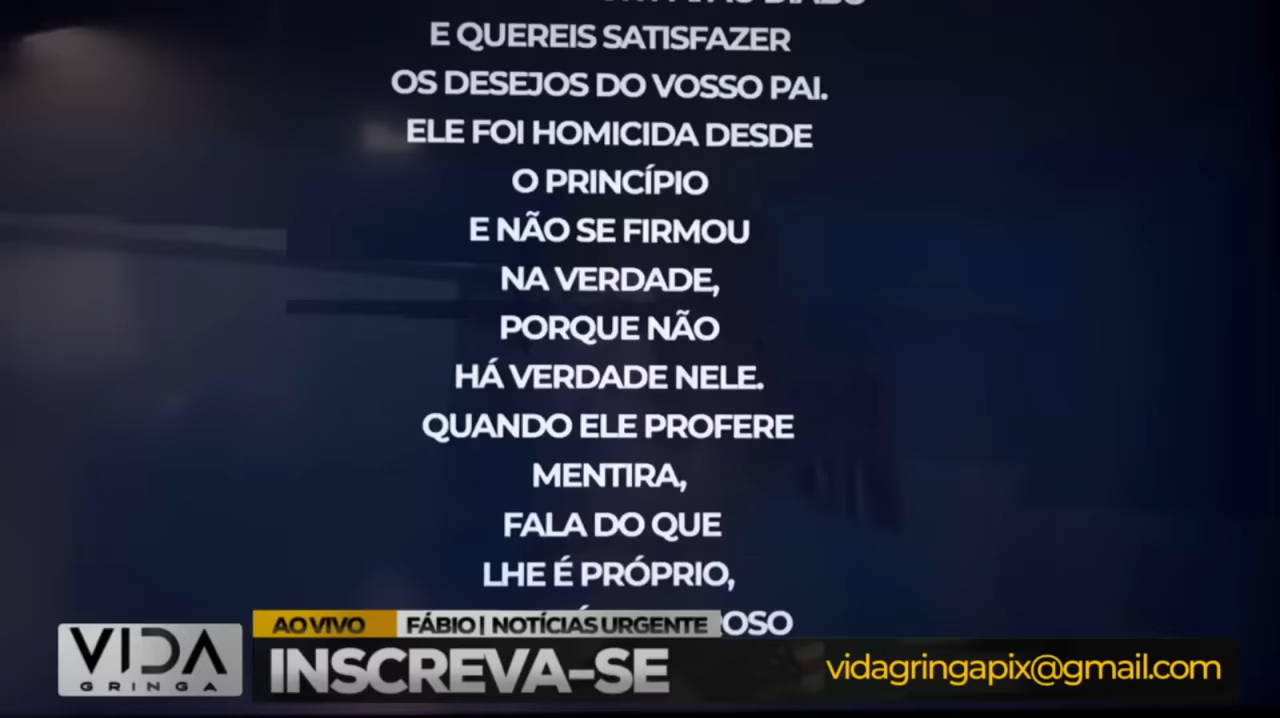 E QUEREIS SATISFAZER
OS DESEJOS DO VOSSO PAI.
ELE FOI HOMICIDA DESDE
O PRINCÍPIO
E NÃO SE FIRMOU
NA VERDADE,
PORQUE NÃO
HÁ VERDADE NELE.
QUANDO ELE PROFERE
MENTIRA,
FALA DO QUE
LHE É PRÓPRIO,
AO VIVO FÁBIO | NOTÍCIAS URGENTE
VIDA
GRINGA
INSCREVA-SE
vidagringapix@gmail.com